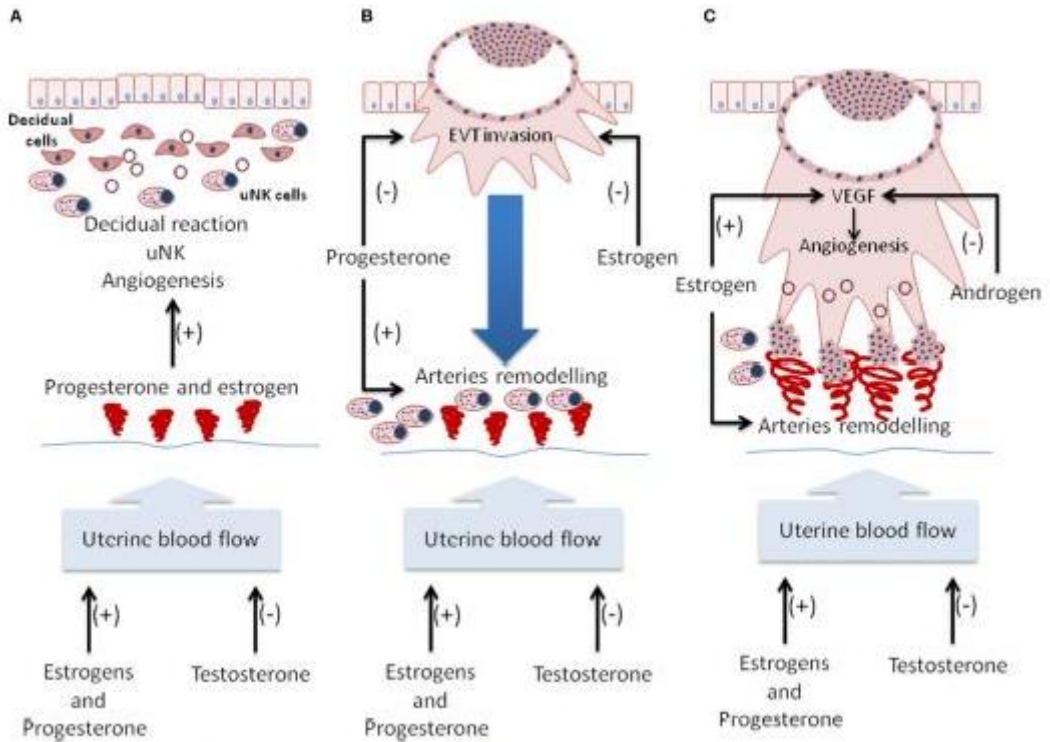 A
Decidual
cells
uNK cells
Decidual reaction
uNK
Angiogenesis
(+)
Progesterone and estrogen
Uterine blood flow
(+)
(-)
Estrogens
and
Progesterone
Testosterone
B
EVT invasion
(-)
(-)
Progesterone
Estrogen
(+)
Arteries remodelling
Uterine blood flow
(+)
(-)
Estrogens
and
Progesterone
Testosterone
C
VEGF
(+)
(-)
Angiogenesis
Estrogen
Androgen
Arteries remodelling
Uterine blood flow
(+)
(-)
Estrogens
and
Progesterone
Testosterone